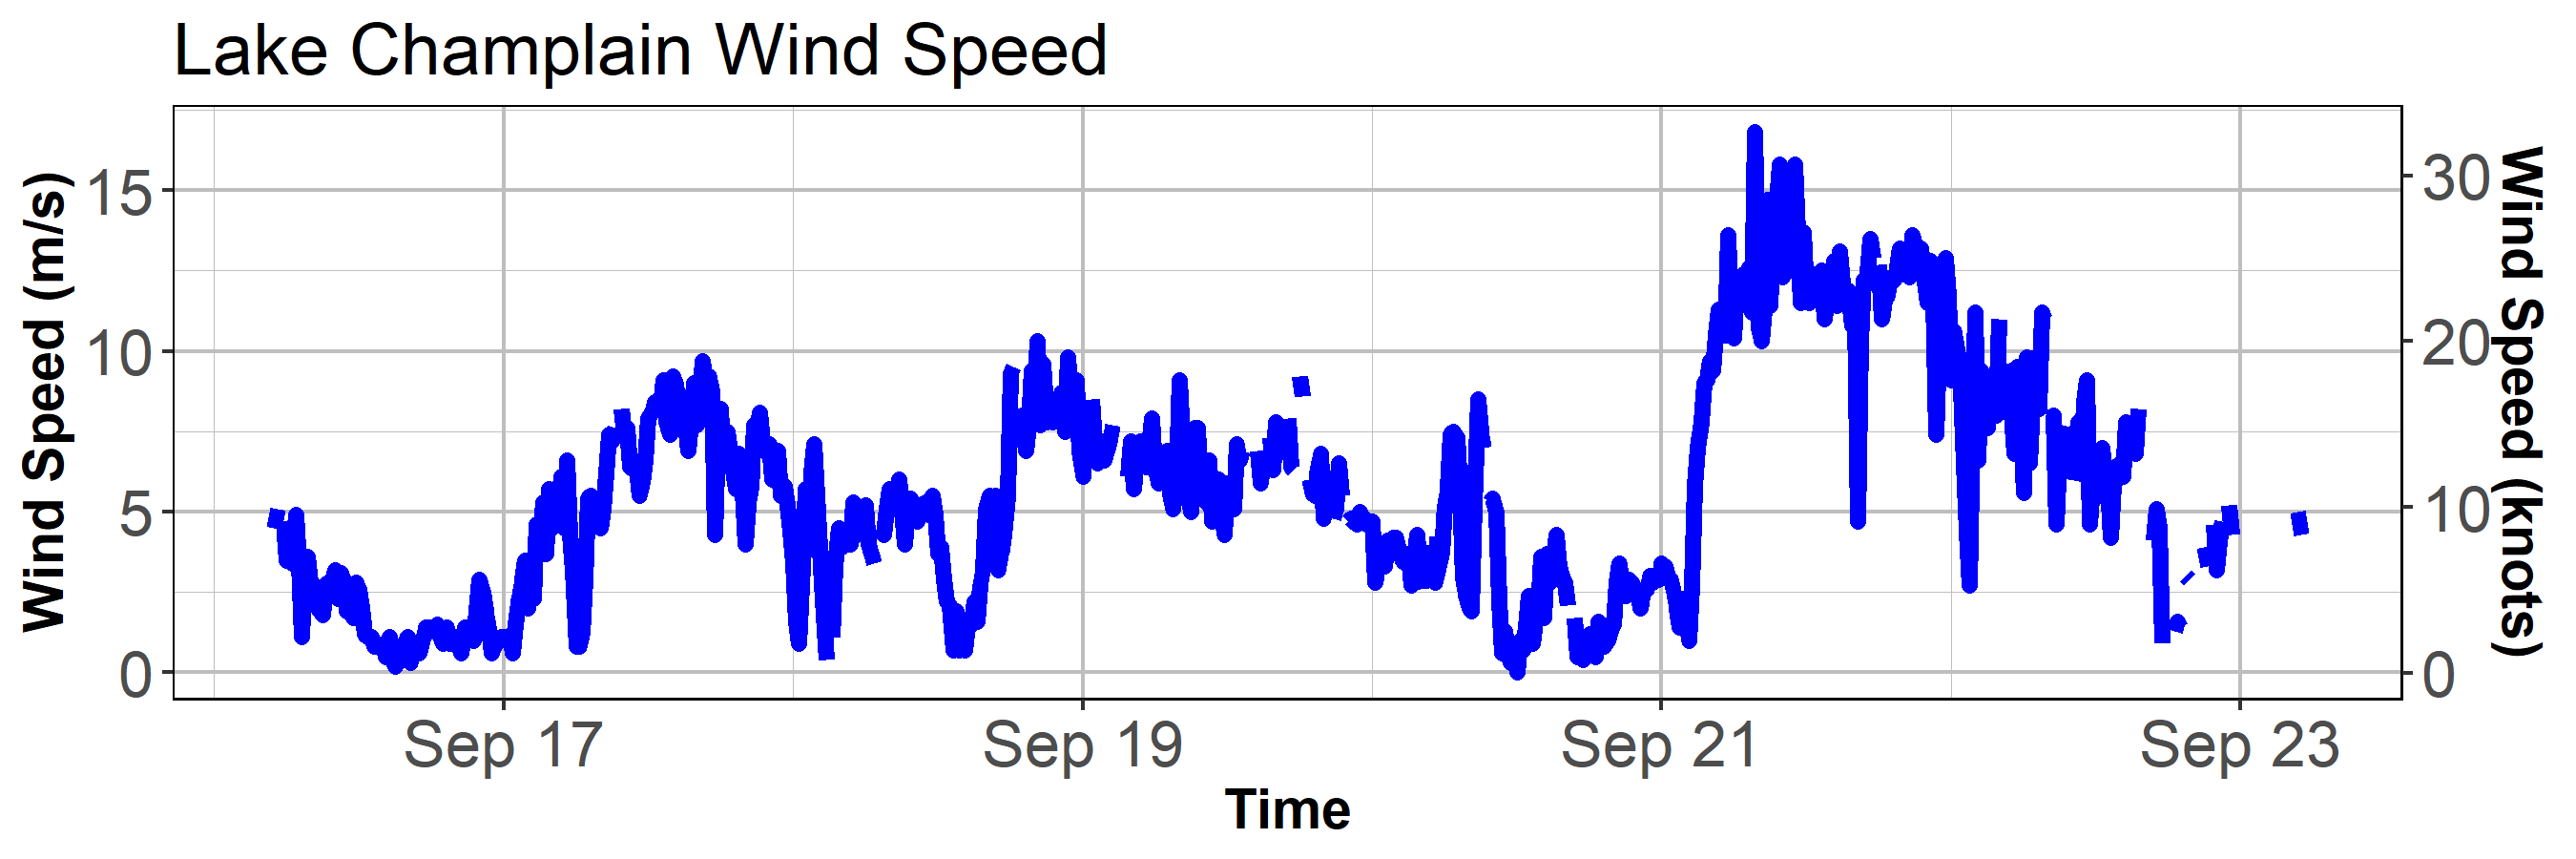 Lake Champlain Wind Speed
Wind Speed (m/s)
15
10
5
0
30
20
10
0
Wind Speed (knots)
Sep 17 Sep 19 Sep 21 Sep 23
Time